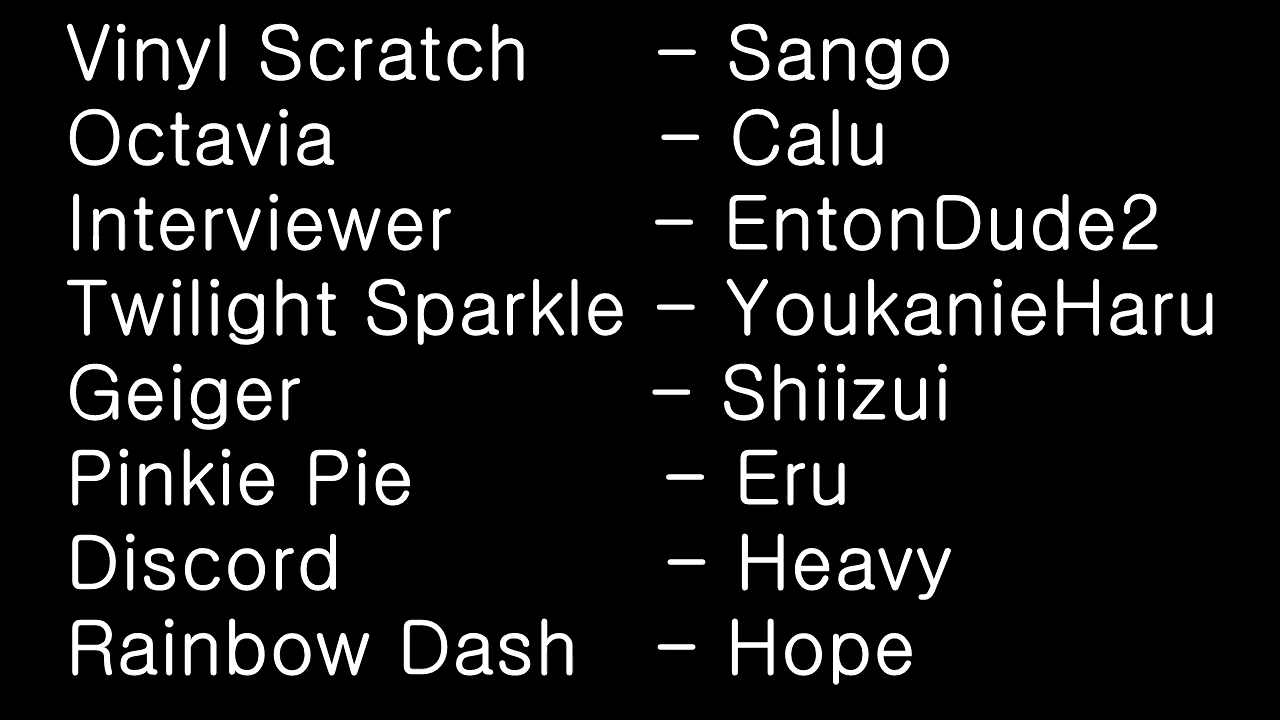 Vinyl Scratch - Sango
Octavia - Calu
Interviewer - EntonDude2
Twilight Sparkle - YoukanieHaru
Geiger - Shiizui
Pinkie Pie - Eru
Discord - Heavy
Rainbow Dash - Hope